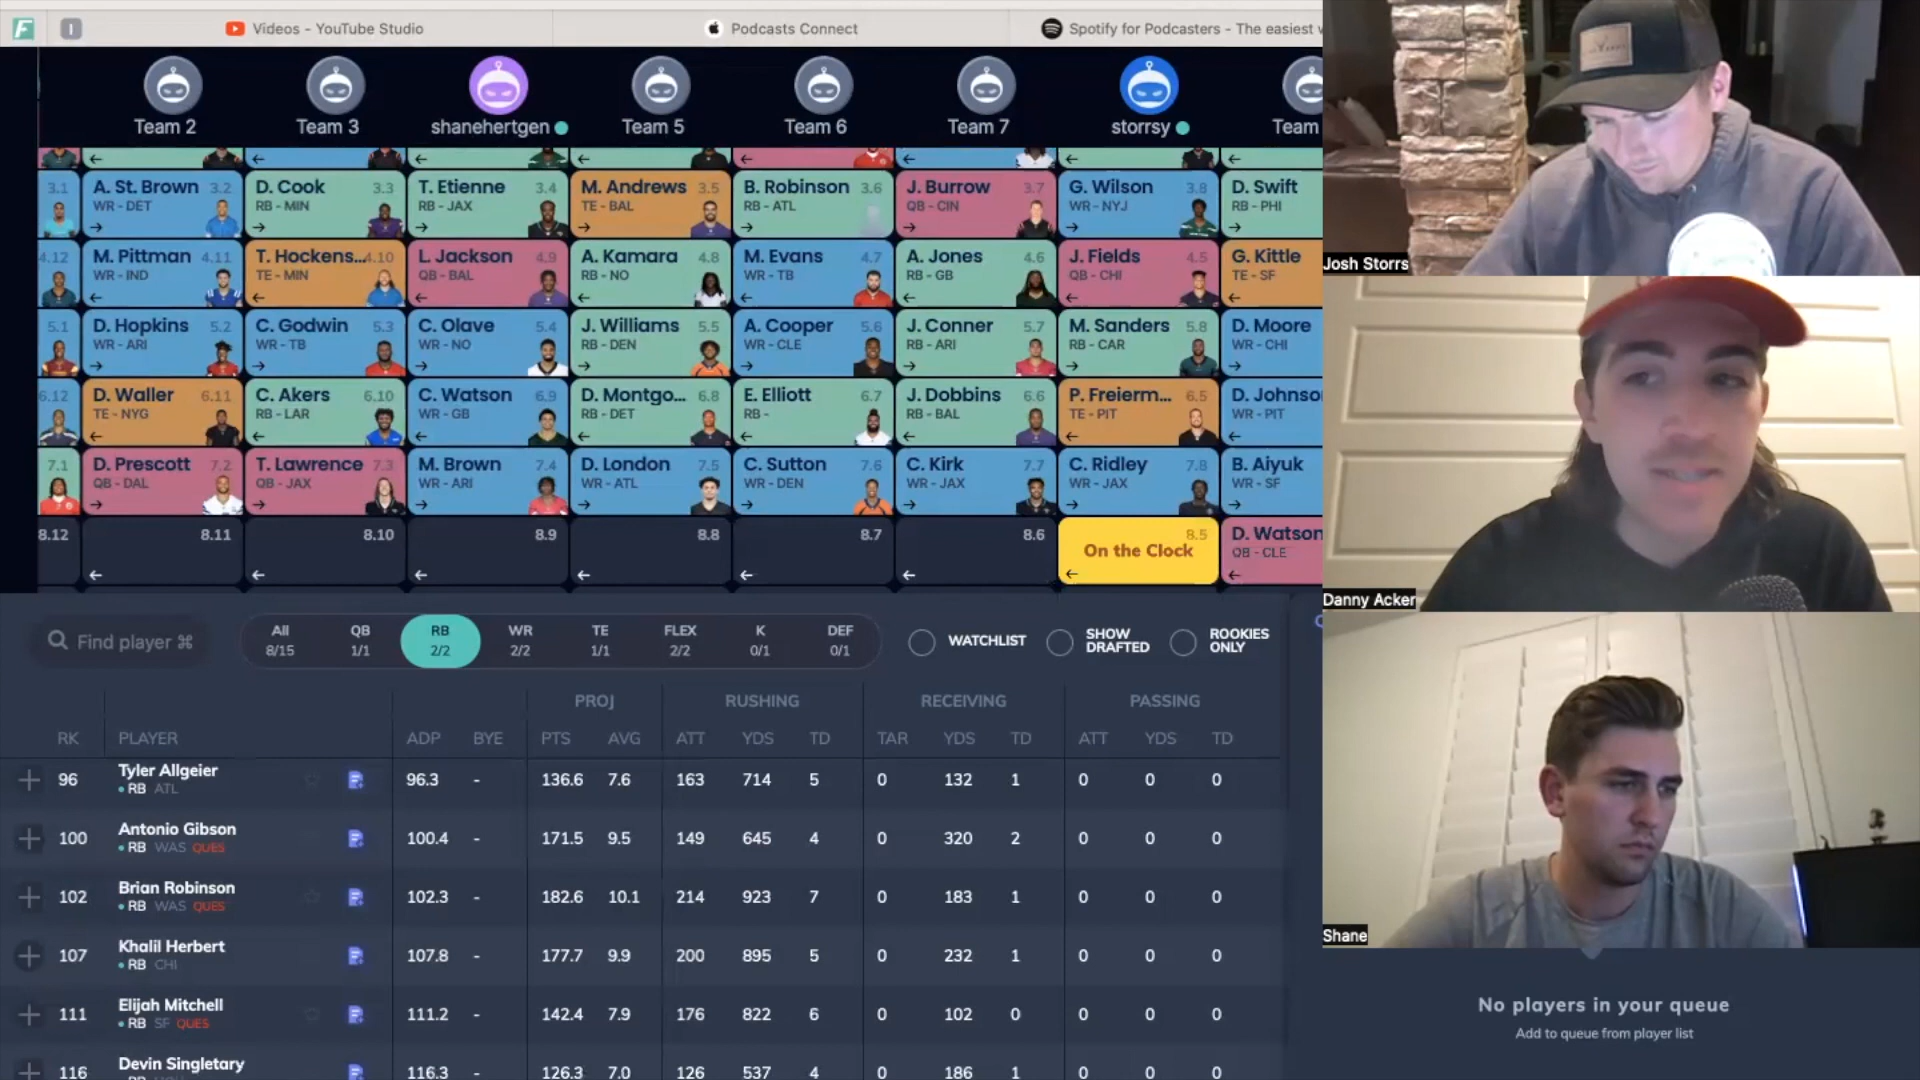 Videos - YouTube Studio
Podcasts Connect
Spotify for Podcasters - The easiest w
Team 2
Team 3
shanehertgen
Team 5
Team 6
Team 7
storrsy
Team
3.1
A. St. Brown 3.2
WR - DET
D. Cook 3.3
RB - MIN
T. Etienne 3.4
RB - JAX
M. Andrews 3.5
TE - BAL
B. Robinson 3.6
RB - ATL
J. Burrow 3.7
QB - CIN
G. Wilson 3.8
WR - NYJ
D. Swift
RB - PHI
4.12
M. Pittman 4.11
WR - IND
T. Hockens... 4.10
TE - MIN
L. Jackson 4.9
QB - BAL
A. Kamara 4.8
RB - NO
M. Evans 4.7
WR - TB
A. Jones 4.6
RB - GB
J. Fields 4.5
QB - CHI
G. Kittle
TE - SF
5.1
D. Hopkins 5.2
WR - ARI
C. Godwin 5.3
WR - TB
C. Olave 5.4
WR - NO
J. Williams 5.5
RB - DEN
A. Cooper 5.6
WR - CLE
J. Conner 5.7
RB - ARI
M. Sanders 5.8
RB - CAR
D. Moore
WR - CHI
6.12
D. Waller 6.11
TE - NYG
C. Akers 6.10
RB - LAR
C. Watson 6.9
WR - GB
D. Montgo... 6.8
RB - DET
E. Elliott 6.7
RB -
J. Dobbins 6.6
RB - BAL
P. Freierm... 6.5
TE - PIT
D. Johnso
WR - PIT
7.1
D. Prescott 7.2
QB - DAL
T. Lawrence 7.3
QB - JAX
M. Brown 7.4
WR - ARI
D. London 7.5
WR - ATL
C. Sutton 7.6
WR - DEN
C. Kirk 7.7
WR - JAX
C. Ridley 7.8
WR - JAX
B. Aiyuk
WR - SF
8.12
8.11
8.10
8.9
8.8
8.7
8.6
8.5
On the Clock
D. Watson
QB - CLE
Find player ⌘
All
8/15
QB
1/1
RB
2/2
WR
2/2
TE
1/1
FLEX
2/2
K
0/1
DEF
0/1
WATCHLIST
SHOW
DRAFTED
ROOKIES
ONLY
PROJ RUSHING RECEIVING PASSING
RK PLAYER ADP BYE PTS AVG ATT YDS TD TAR YDS TD ATT YDS TD
96 Tyler Allgeier 96.3 - 136.6 7.6 163 714 5 0 132 1 0 0 0
RB ATL
100 Antonio Gibson 100.4 - 171.5 9.5 149 645 4 0 320 2 0 0 0
RB WAS QUES
102 Brian Robinson 102.3 - 182.6 10.1 214 923 7 0 183 1 0 0 0
RB WAS QUES
107 Khalil Herbert 107.8 - 177.7 9.9 200 895 5 0 232 1 0 0 0
RB CHI
111 Elijah Mitchell 111.2 - 142.4 7.9 176 822 6 0 102 0 0 0 0
RB SF QUES
116 Devin Singletary 116.3 - 126.3 7.0 126 537 4 0 186 1 0 0 0
Josh Storrs
Danny Acker
Shane
No players in your queue
Add to queue from player list